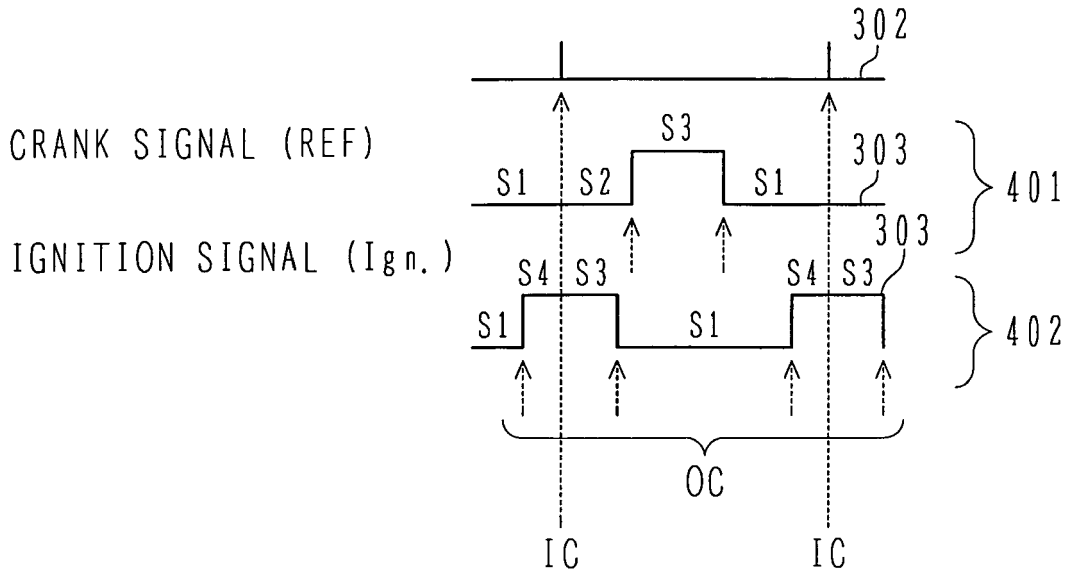 302
CRANK SIGNAL (REF)
S3
S1 S2 S1 303
401
IGNITION SIGNAL (Ign.)
303
S4 S3 S4 S3
S1 S1
402
OC
IC IC